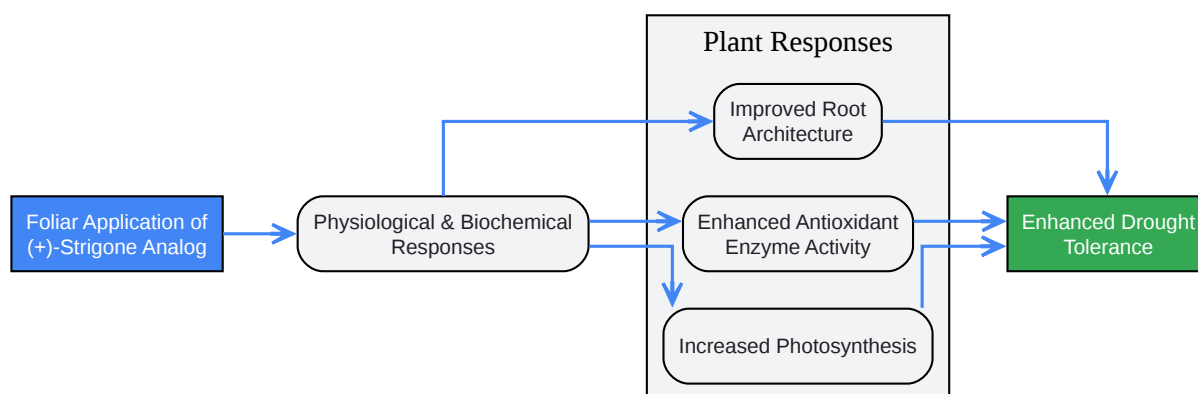 Plant Responses
Improved Root
Architecture
Foliar Application of
(+)-Strigone Analog
Physiological & Biochemical
Responses
Enhanced Antioxidant
Enzyme Activity
Enhanced Drought
Tolerance
Increased Photosynthesis